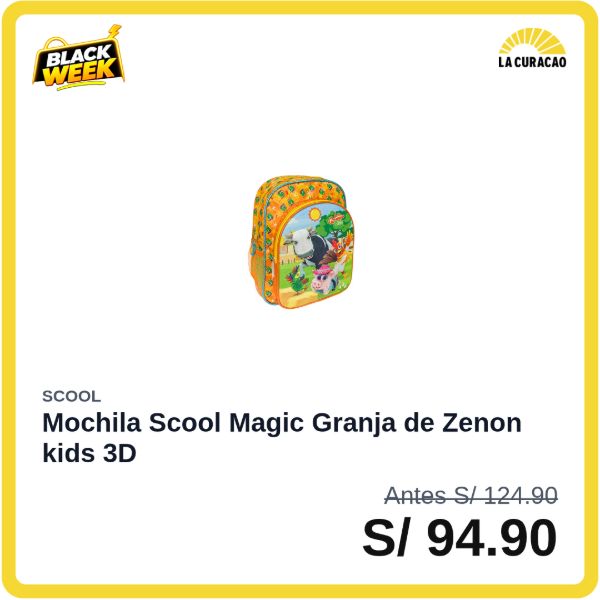 BLACK
WEEK
LA CURACAO
SCOOL
Mochila Scool Magic Granja de Zenon
kids 3D
Antes S/ 124.90
S/ 94.90